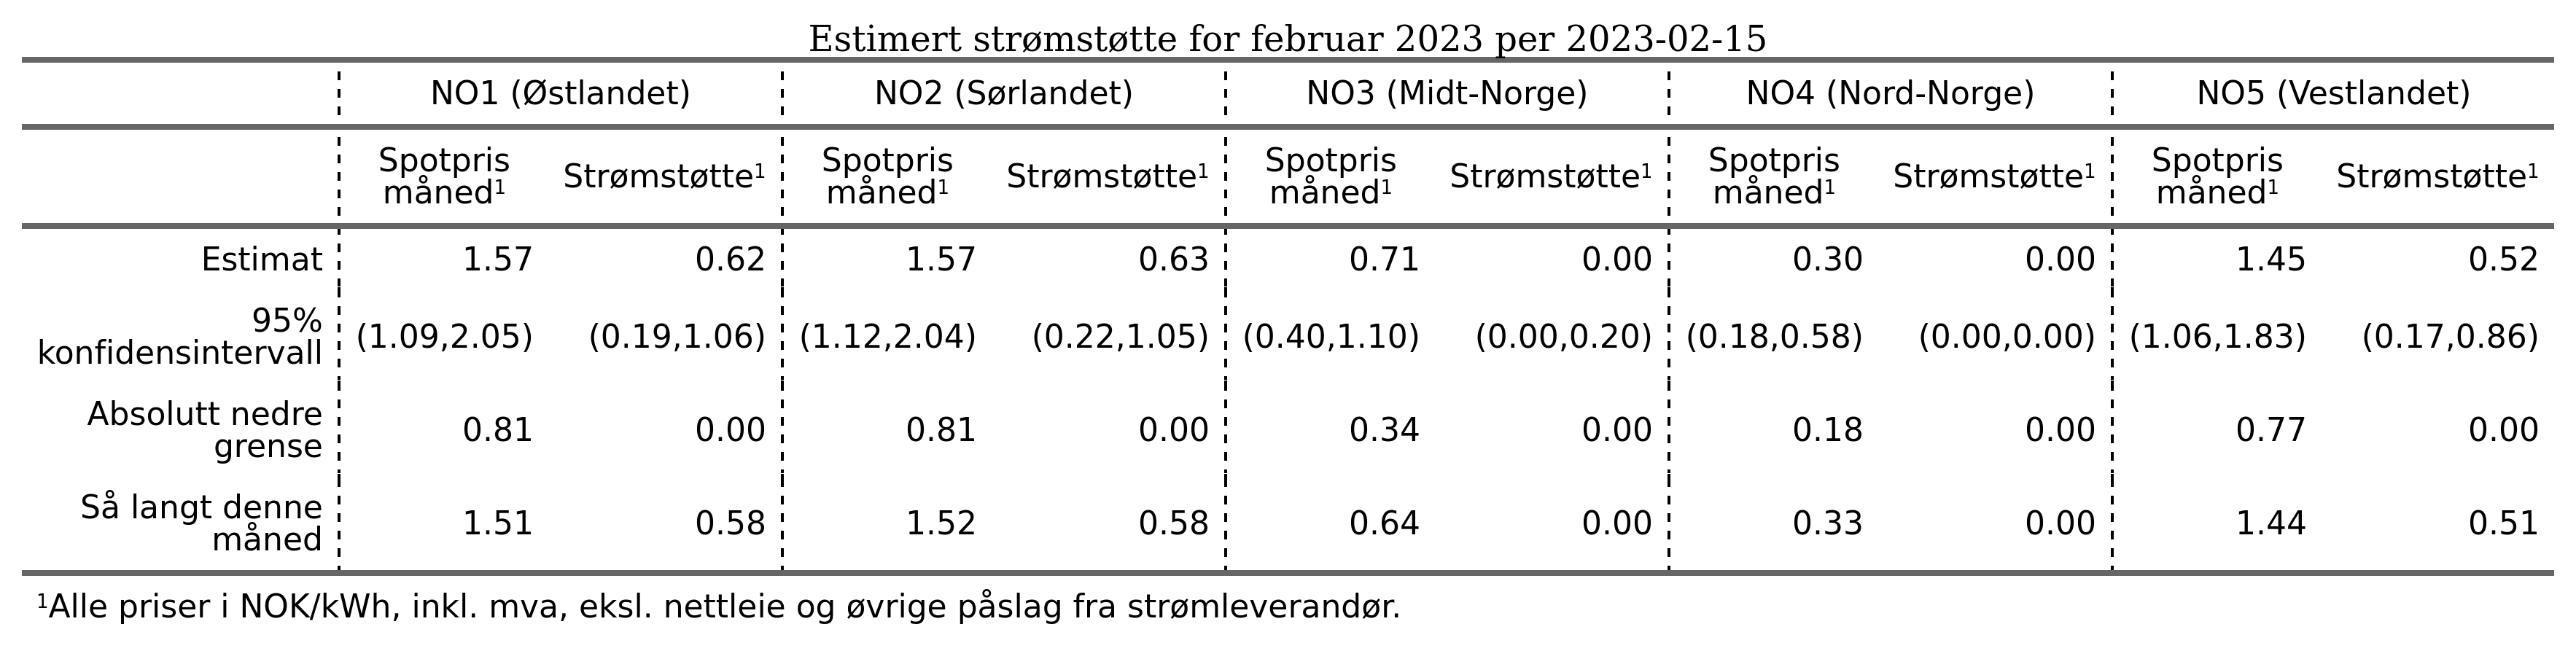 Estimert strømstøtte for februar 2023 per 2023-02-15
NO1 (Østlandet) NO2 (Sørlandet) NO3 (Midt-Norge) NO4 (Nord-Norge) NO5 (Vestlandet)
Spotpris måned¹ Strømstøtte¹ Spotpris måned¹ Strømstøtte¹ Spotpris måned¹ Strømstøtte¹ Spotpris måned¹ Strømstøtte¹ Spotpris måned¹ Strømstøtte¹
Estimat 1.57 0.62 1.57 0.63 0.71 0.00 0.30 0.00 1.45 0.52
95% konfidensintervall (1.09,2.05) (0.19,1.06) (1.12,2.04) (0.22,1.05) (0.40,1.10) (0.00,0.20) (0.18,0.58) (0.00,0.00) (1.06,1.83) (0.17,0.86)
Absolutt nedre grense 0.81 0.00 0.81 0.00 0.34 0.00 0.18 0.00 0.77 0.00
Så langt denne måned 1.51 0.58 1.52 0.58 0.64 0.00 0.33 0.00 1.44 0.51
¹Alle priser i NOK/kWh, inkl. mva, eksl. nettleie og øvrige påslag fra strømleverandør.